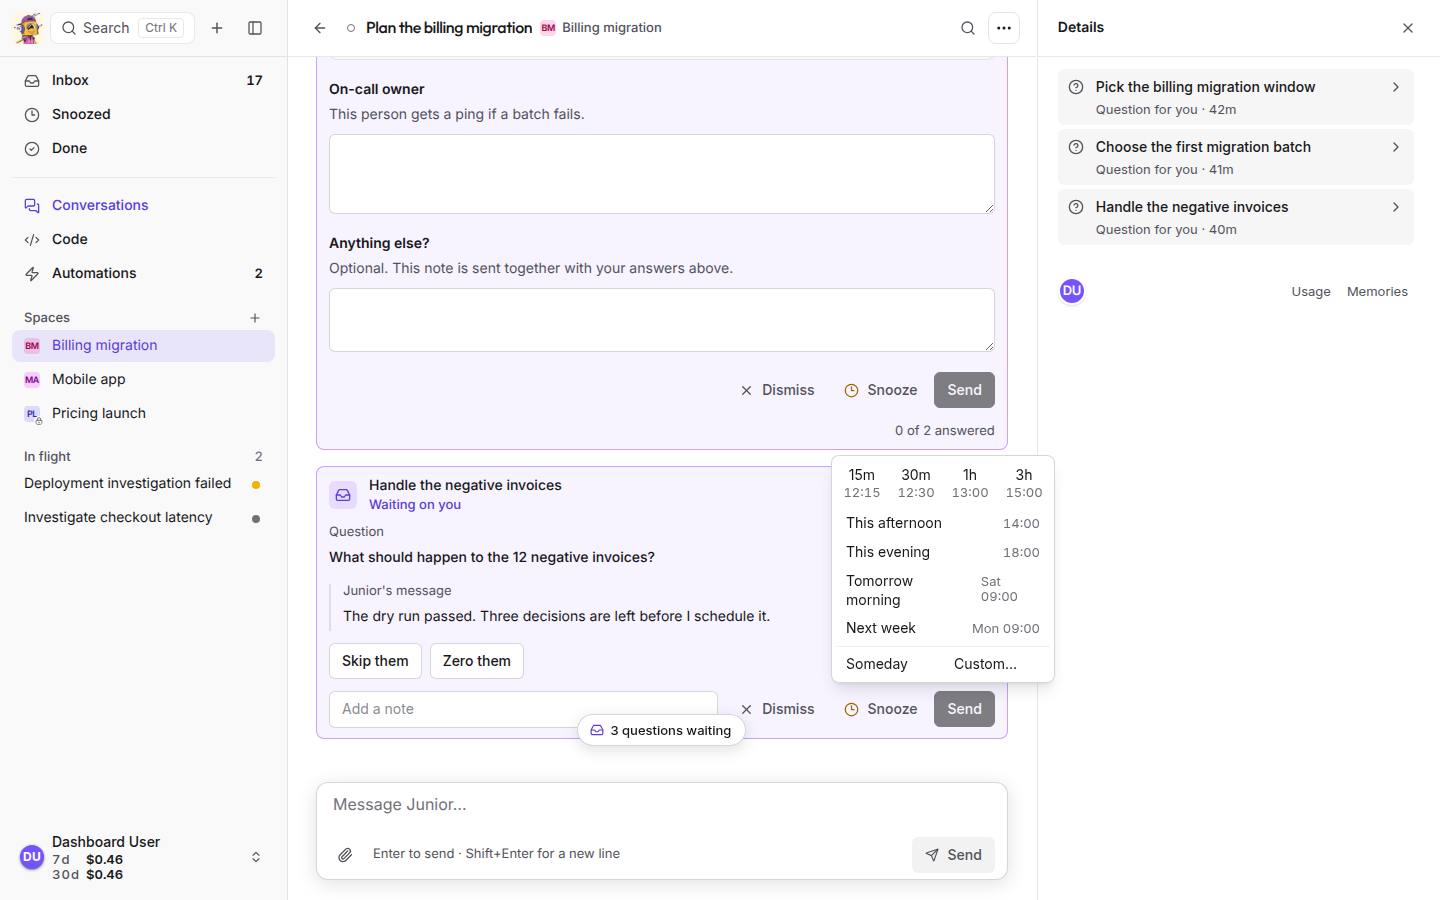 Search Ctrl K
Inbox 17
Snoozed
Done
Conversations
Code
Automations 2
Spaces
BM Billing migration
MA Mobile app
PL Pricing launch
In flight 2
Deployment investigation failed
Investigate checkout latency
DU Dashboard User
7d $0.46
30d $0.46
Plan the billing migration BM Billing migration
On-call owner
This person gets a ping if a batch fails.
Anything else?
Optional. This note is sent together with your answers above.
Dismiss Snooze Send
0 of 2 answered
Handle the negative invoices
Waiting on you
Question
What should happen to the 12 negative invoices?
Junior's message
The dry run passed. Three decisions are left before I schedule it.
Skip them Zero them
Add a note Dismiss Snooze Send
3 questions waiting
15m 30m 1h 3h
12:15 12:30 13:00 15:00
This afternoon 14:00
This evening 18:00
Tomorrow morning Sat 09:00
Next week Mon 09:00
Someday Custom...
Message Junior...
Enter to send · Shift+Enter for a new line Send
Details
Pick the billing migration window
Question for you · 42m
Choose the first migration batch
Question for you · 41m
Handle the negative invoices
Question for you · 40m
DU Usage Memories